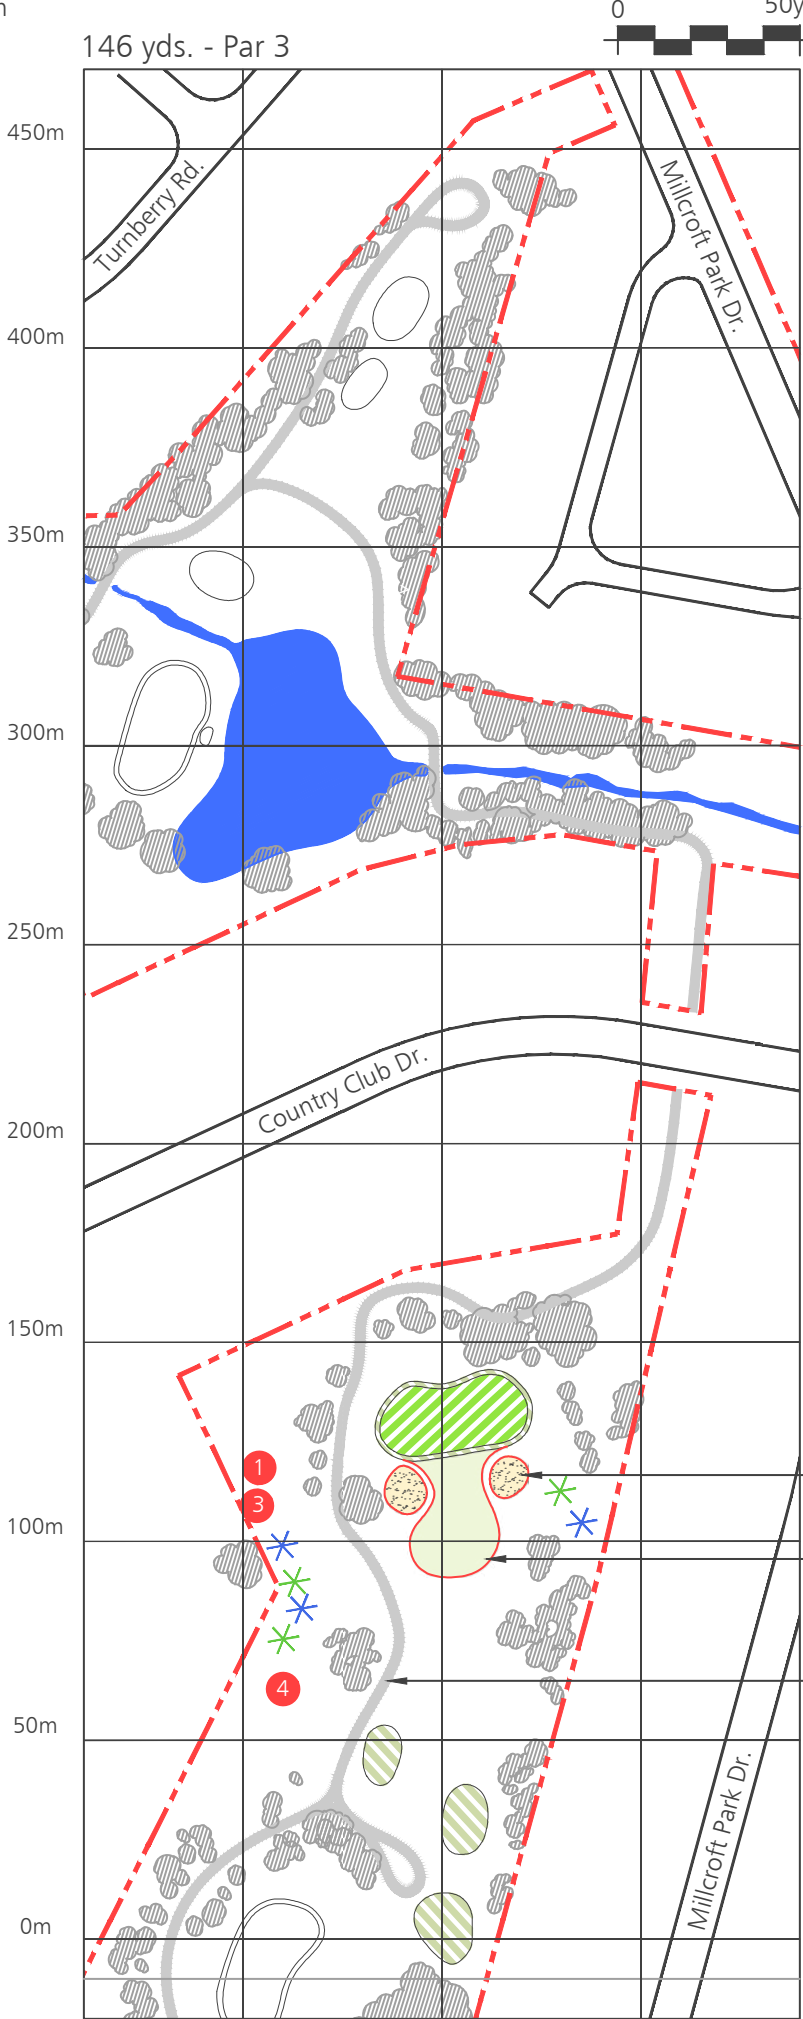 m
0
50y
146 yds. - Par 3
450m
Turnberry Rd.
Millcroft Park Dr.
400m
350m
300m
250m
Country Club Dr.
200m
150m
1
3
100m
4
50m
Millcroft Park Dr.
0m